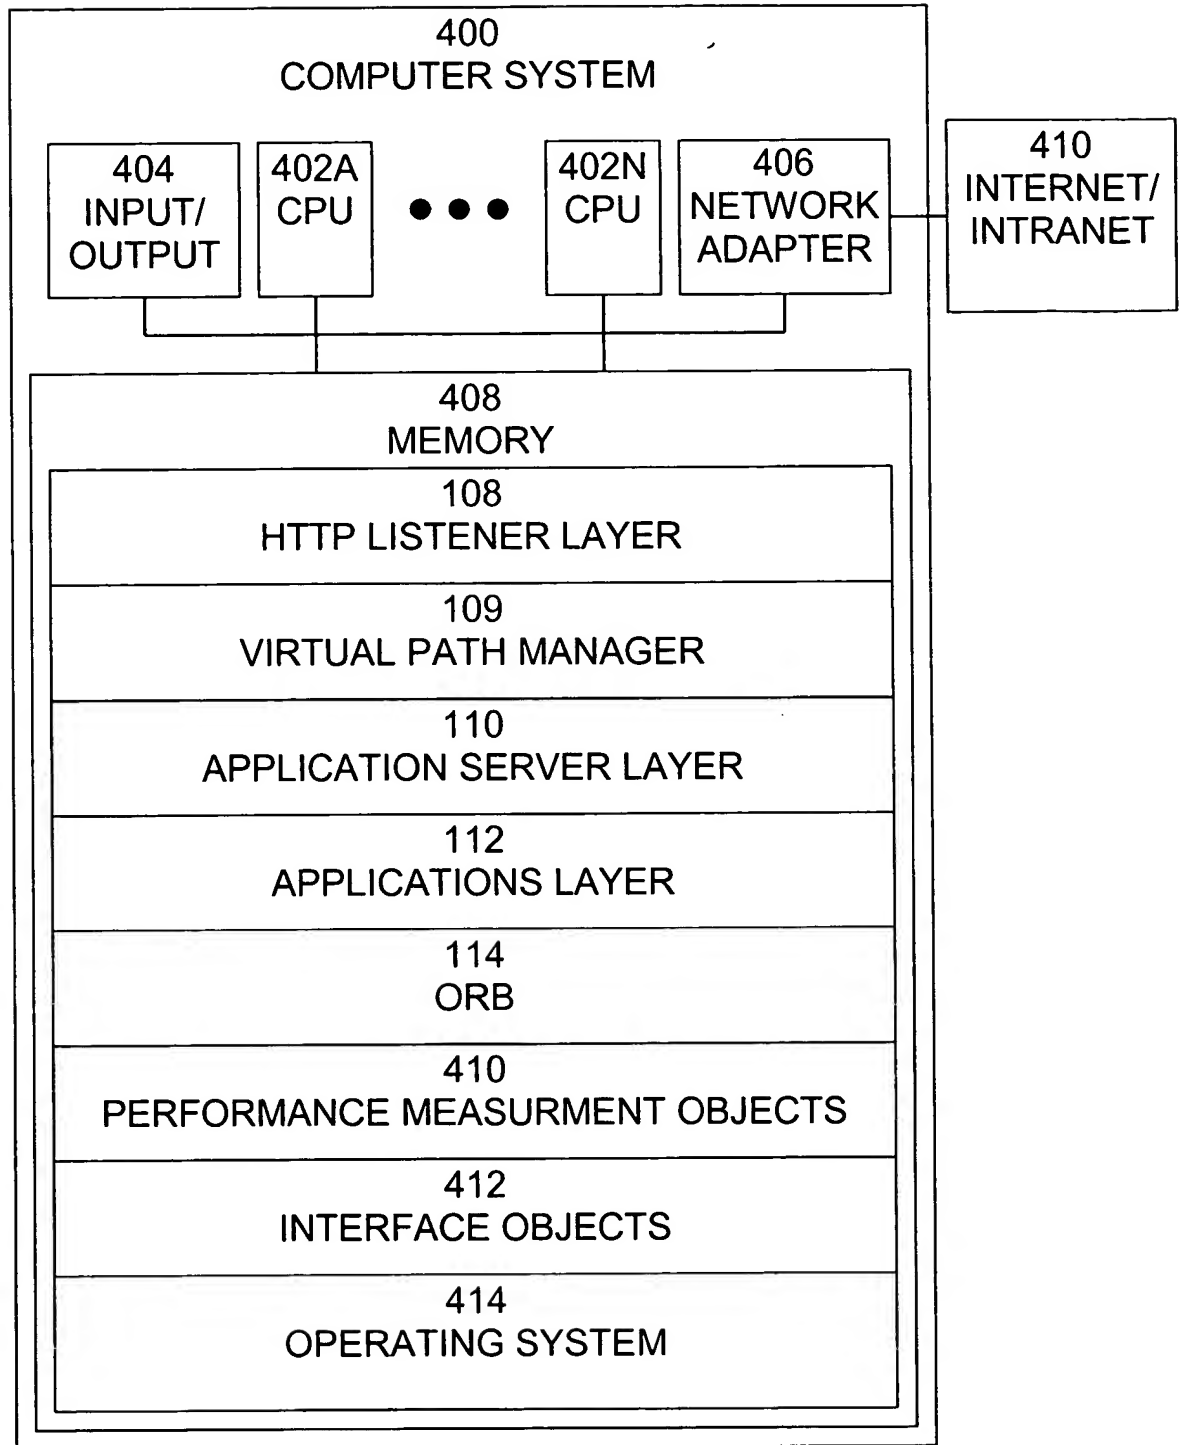 400
COMPUTER SYSTEM
404
INPUT/
OUTPUT
402A
CPU
402N
CPU
406
NETWORK
ADAPTER
410
INTERNET/
INTRANET
408
MEMORY
108
HTTP LISTENER LAYER
109
VIRTUAL PATH MANAGER
110
APPLICATION SERVER LAYER
112
APPLICATIONS LAYER
114
ORB
410
PERFORMANCE MEASURMENT OBJECTS
412
INTERFACE OBJECTS
414
OPERATING SYSTEM